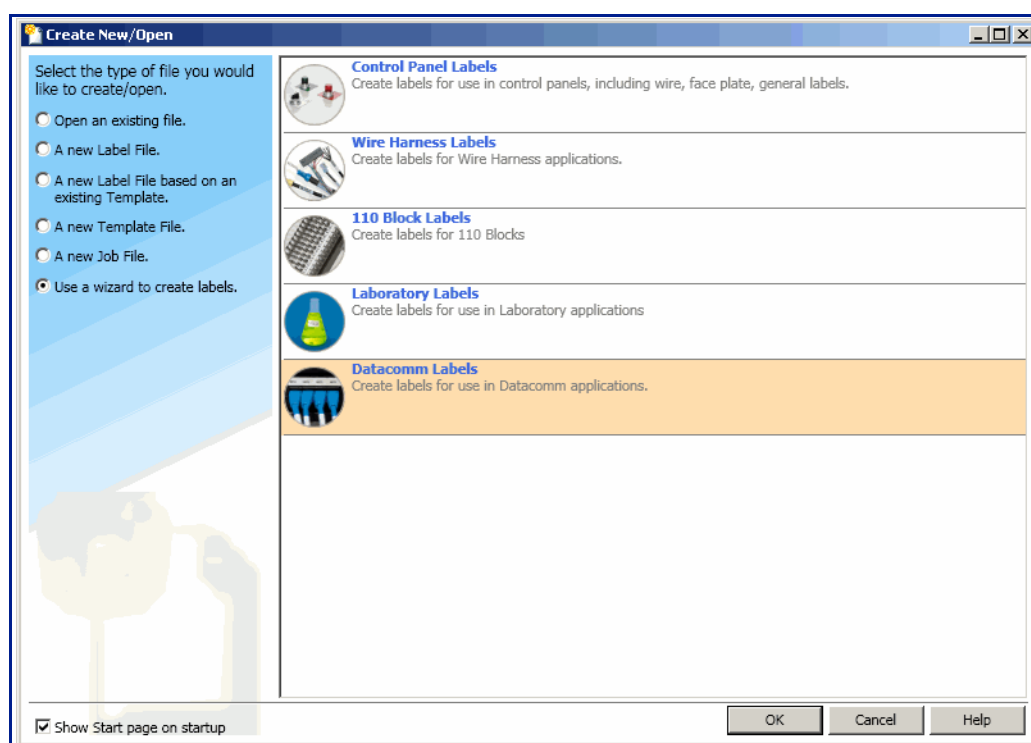 Create New/Open
Select the type of file you would
like to create/open.
Open an existing file.
A new Label File.
A new Label File based on an
existing Template.
A new Template File.
A new Job File.
Use a wizard to create labels.
Control Panel Labels
Create labels for use in control panels, including wire, face plate, general labels.
Wire Harness Labels
Create labels for Wire Harness applications.
110 Block Labels
Create labels for 110 Blocks
Laboratory Labels
Create labels for use in Laboratory applications
Datacomm Labels
Create labels for use in Datacomm applications.
Show Start page on startup
OK
Cancel
Help